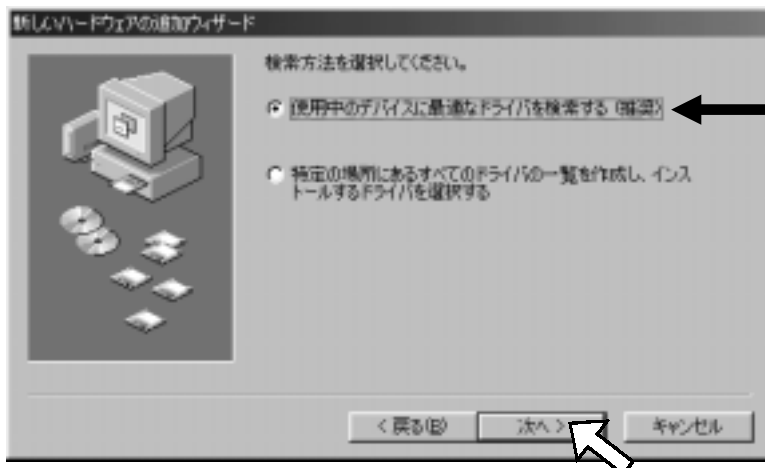 新しいハードウェアの追加ウィザード
検索方法を選択してください。
使用中のデバイスに最適なドライバを検索する (推奨)
特定の場所にあるすべてのドライバの一覧を作成し、インス
トールするドライバを選択する
< 戻る(B)
次へ >
キャンセル